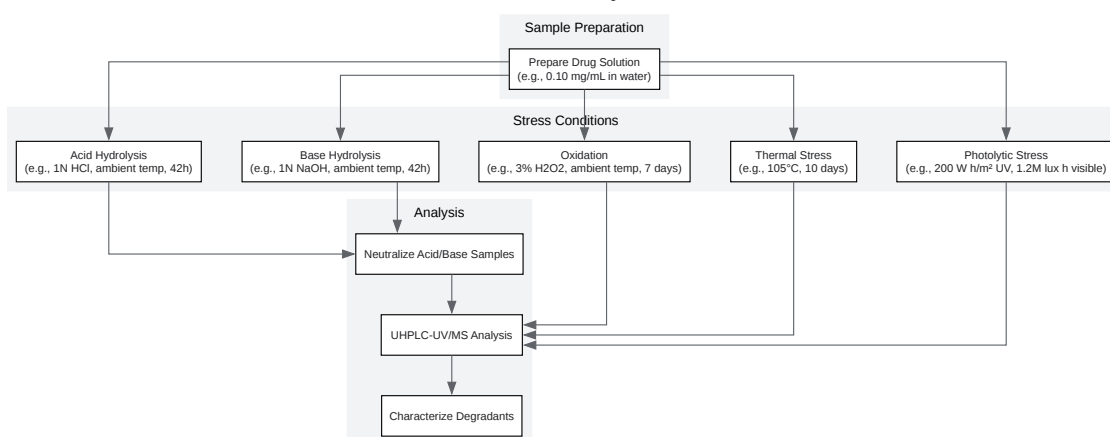 Sample Preparation
Prepare Drug Solution
(e.g., 0.10 mg/mL in water)
Stress Conditions
Acid Hydrolysis
(e.g., 1N HCl, ambient temp, 42h)
Base Hydrolysis
(e.g., 1N NaOH, ambient temp, 42h)
Oxidation
(e.g., 3% H2O2, ambient temp, 7 days)
Thermal Stress
(e.g., 105°C, 10 days)
Photolytic Stress
(e.g., 200 W h/m² UV, 1.2M lux h visible)
Analysis
Neutralize Acid/Base Samples
UHPLC-UV/MS Analysis
Characterize Degradants